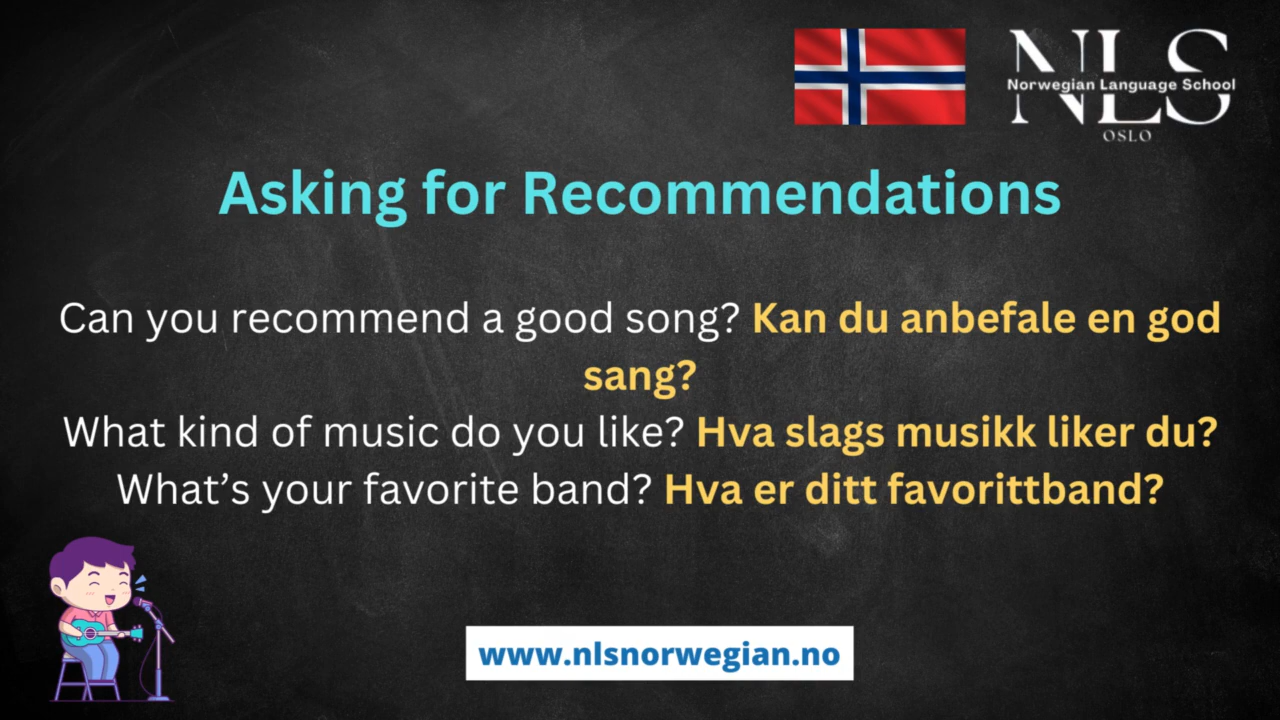 NLS
Norwegian Language School
OSLO
Asking for Recommendations
Can you recommend a good song? Kan du anbefale en god
sang?
What kind of music do you like? Hva slags musikk liker du?
What’s your favorite band? Hva er ditt favorittband?
www.nlsnorwegian.no